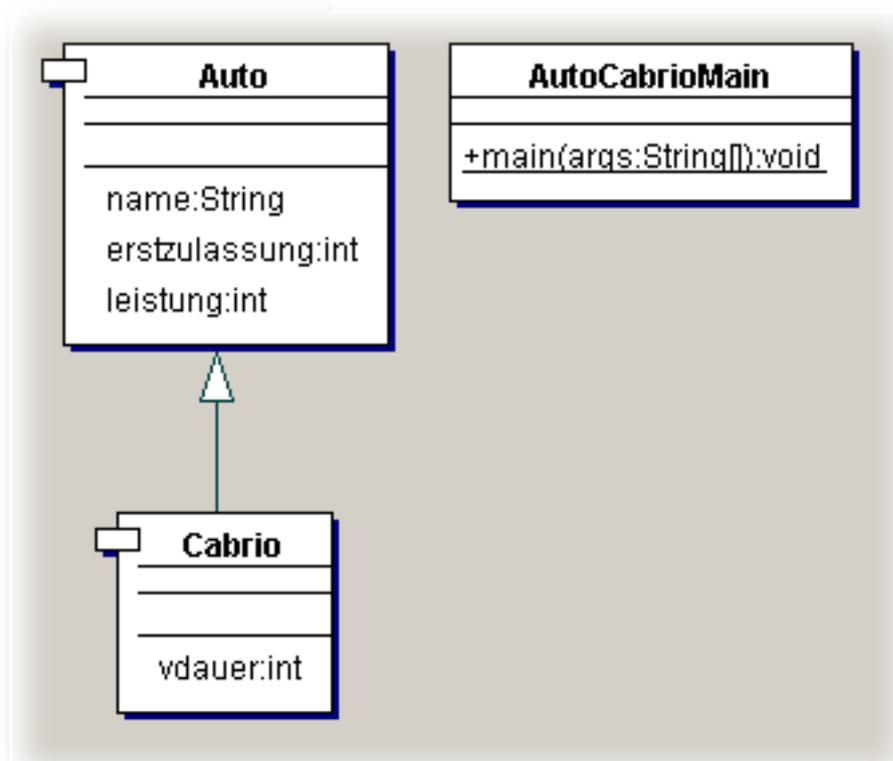 Auto
name:String
erstzulassung:int
leistung:int
AutoCabrioMain
+main(args:String[]):void
Cabrio
vdauer:int